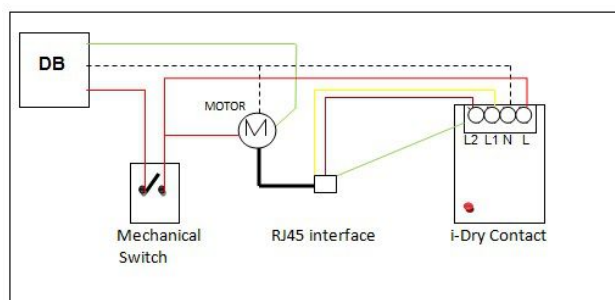 DB
MOTOR
M
L2 L1 N L
Mechanical
Switch
RJ45 interface
i-Dry Contact